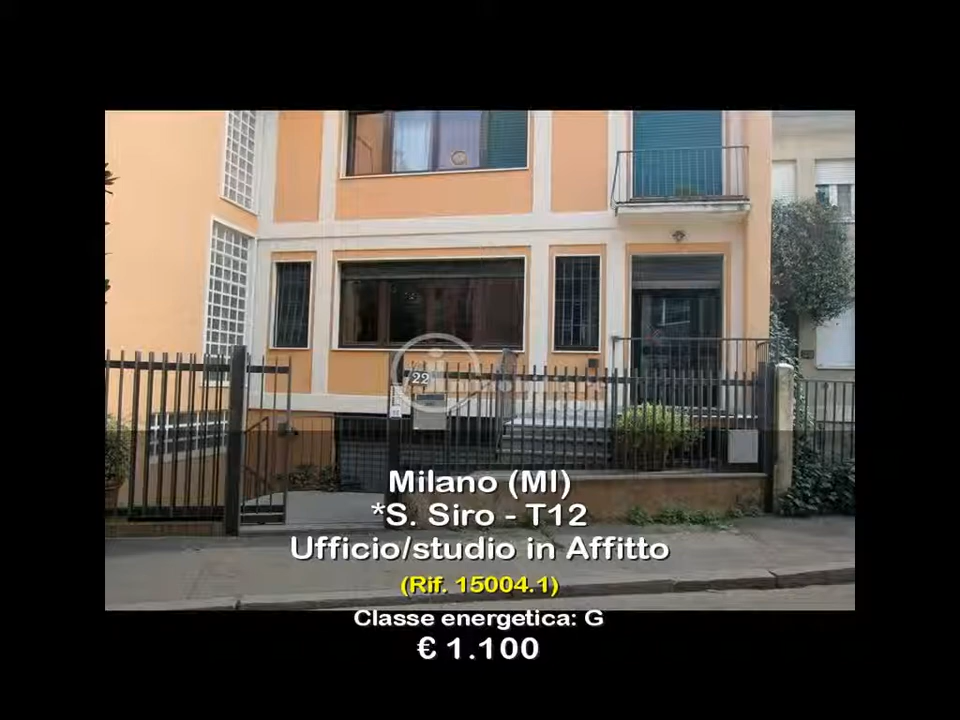 22
Milano (MI)
*S. Siro - T12
Ufficio/studio in Affitto
(Rif. 15004.1)
Classe energetica: G
€ 1.100